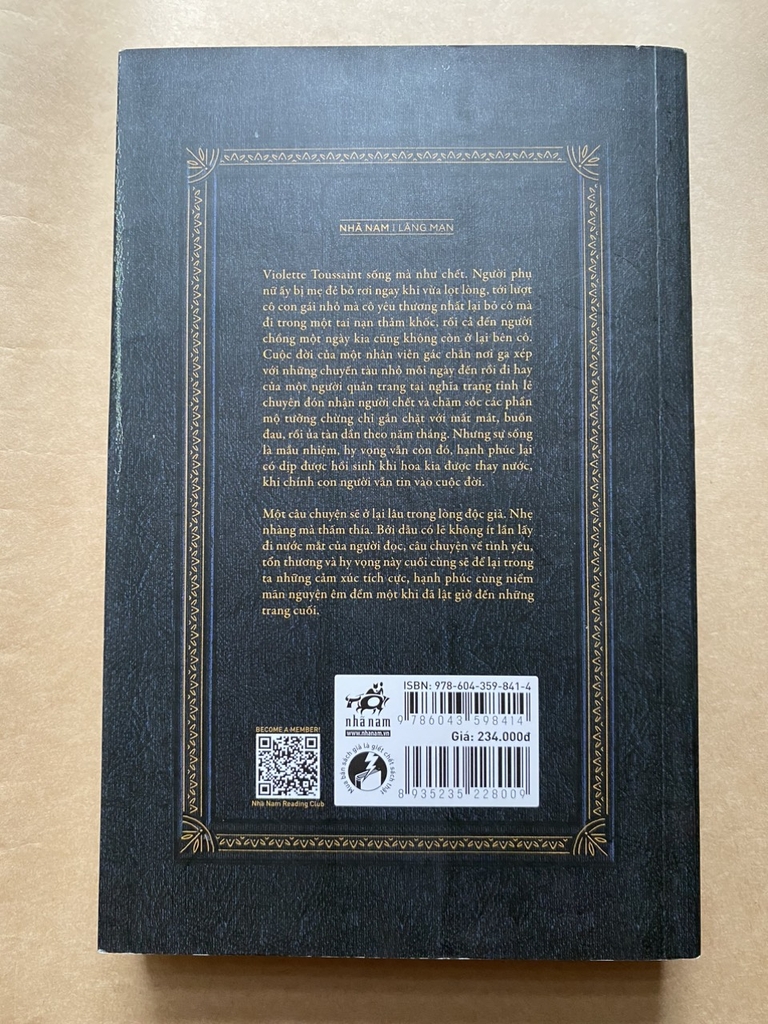 NHÃ NAM | LÃNG MẠN
Violette Toussaint sống mà như chết. Người phụ
nữ ấy bị mẹ đẻ bỏ rơi ngay khi vừa lọt lòng, tới lượt
cô con gái nhỏ mà cô yêu thương nhất lại bỏ cô mà
đi trong một tai nạn thảm khốc, rồi cả đến người
chồng một ngày kia cũng không còn ở lại bên cô.
Cuộc đời của một nhân viên gác chắn nơi ga xép
với những chuyến tàu nhỏ mỗi ngày đến rồi đi hay
của một người quản trang tại nghĩa trang tỉnh lẻ
chuyên đón nhận người chết và chăm sóc các phần
mộ tưởng chừng chỉ gắn chặt với mất mát, buồn
đau, rồi úa tàn dần theo năm tháng. Nhưng sự sống
là mầu nhiệm, hy vọng vẫn còn đó, hạnh phúc lại
có dịp được hồi sinh khi hoa kia được thay nước,
khi chính con người vẫn tin vào cuộc đời.
Một câu chuyện sẽ ở lại lâu trong lòng độc giả. Nhẹ
nhàng mà thấm thía. Bởi dẫu có lẽ không ít lần lấy
đi nước mắt của người đọc, câu chuyện về tình yêu,
tổn thương và hy vọng này cuối cùng sẽ để lại trong
ta những cảm xúc tích cực, hạnh phúc cùng niềm
mãn nguyện êm đềm một khi đã lật giở đến những
trang cuối.
BECOME A MEMBER!
Nhã Nam Reading Club
nhã nam
www.nhanam.vn
Mua bán sách giả là giết chết sách thật
ISBN: 978-604-359-841-4
9 786043 598414
Giá: 234.000đ
8 935235 228009